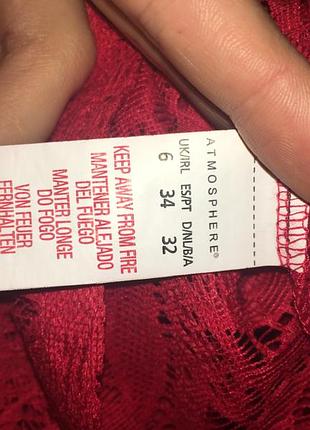 ATMOSPHERE®
UK/IRL ES/PT D/NL/B/A
6 34 32
KEEP AWAY FROM FIRE
MANTENER ALEJADO
DEL FUEGO
MANTER LONGE
DO FOGO
VON FEUER
FERNHALTEN